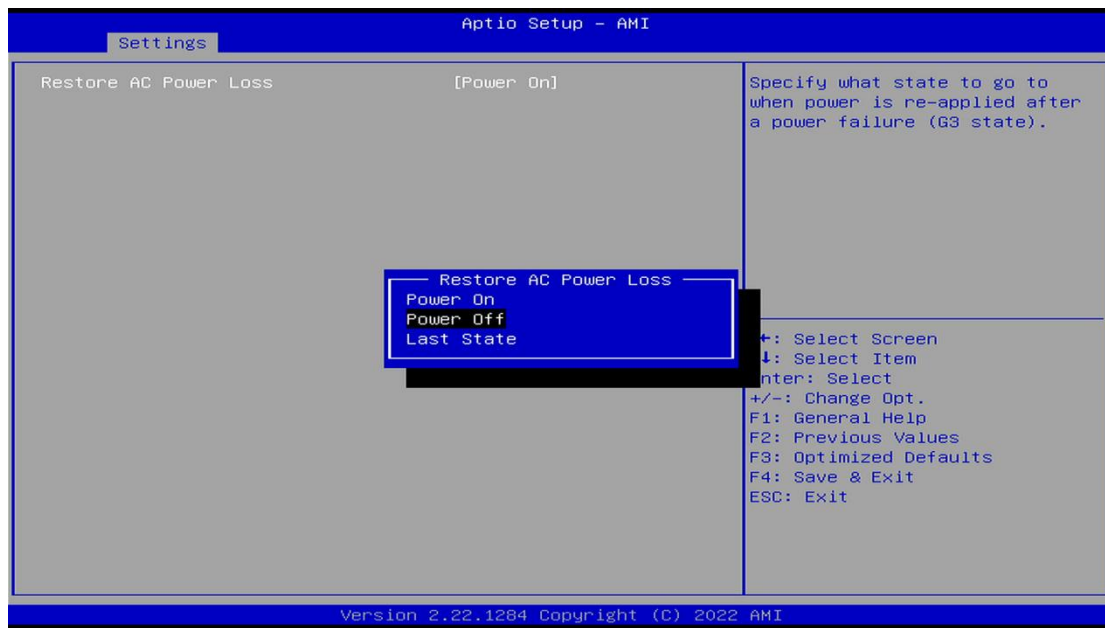 Aptio Setup – AMI
Settings
Restore AC Power Loss [Power On]
Specify what state to go to
when power is re-applied after
a power failure (G3 state).
Restore AC Power Loss
Power On
Power Off
Last State
←: Select Screen
↓: Select Item
nter: Select
+/-: Change Opt.
F1: General Help
F2: Previous Values
F3: Optimized Defaults
F4: Save & Exit
ESC: Exit
Version 2.22.1284 Copyright (C) 2022 AMI